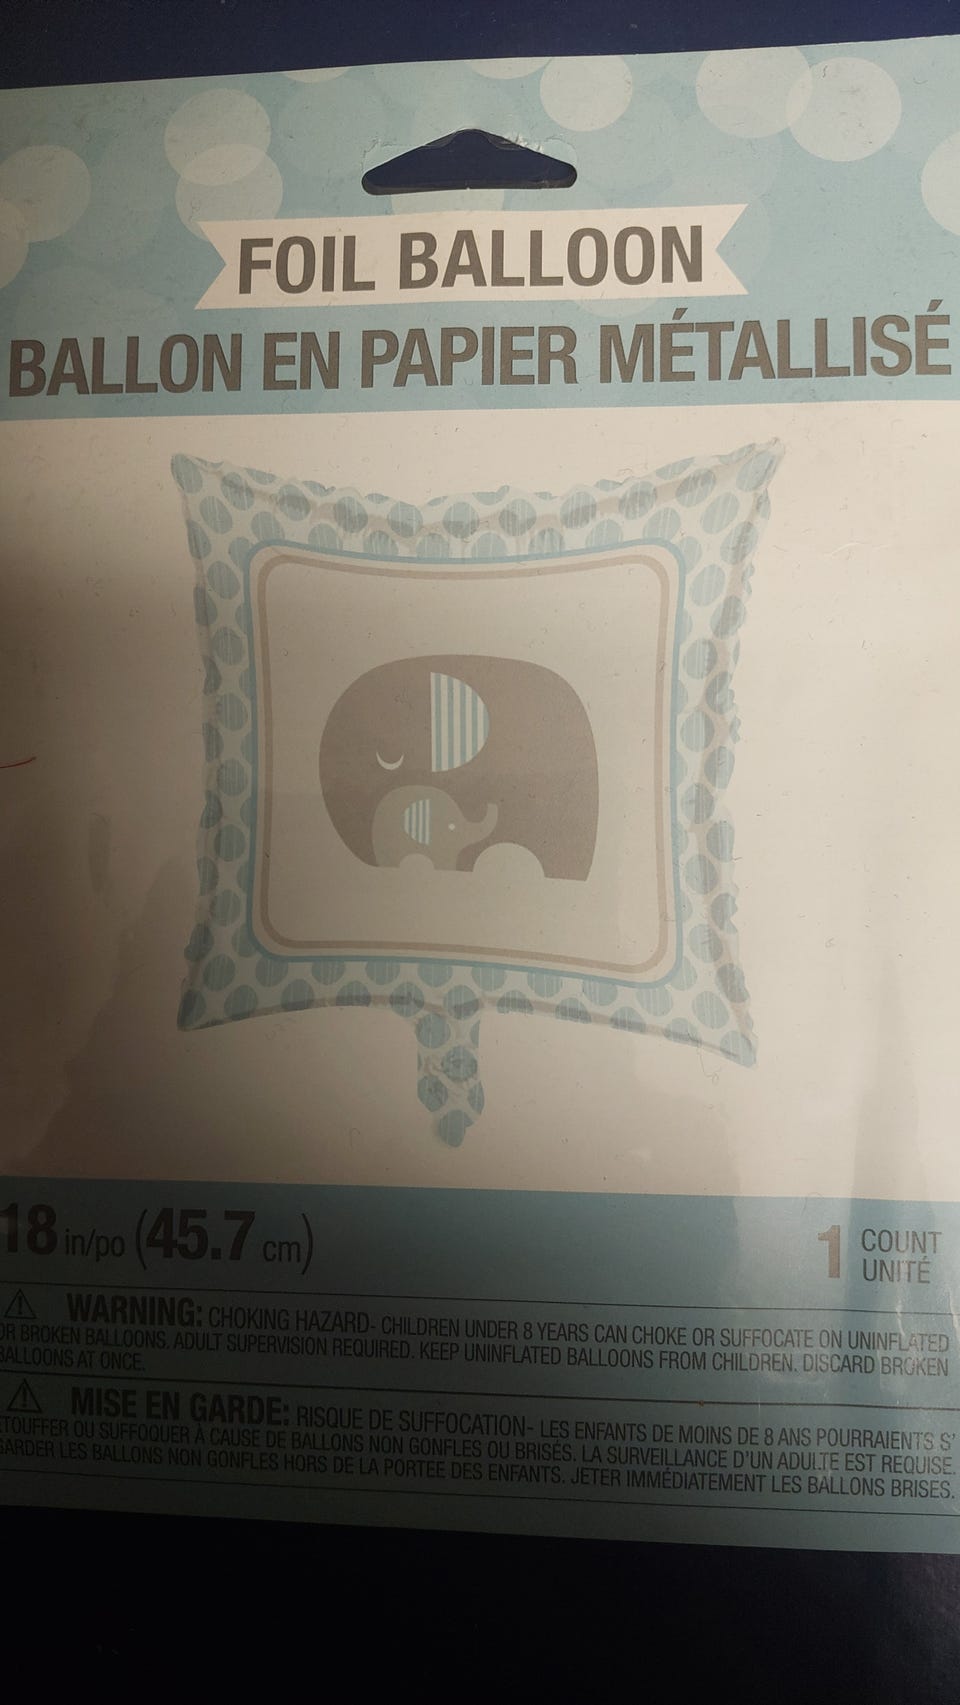 FOIL BALLOON
BALLON EN PAPIER MÉTALLISÉ
18 in/po (45.7 cm)
1 COUNT
UNITÉ
WARNING: CHOKING HAZARD- CHILDREN UNDER 8 YEARS CAN CHOKE OR SUFFOCATE ON UNINFLATED
OR BROKEN BALLOONS. ADULT SUPERVISION REQUIRED. KEEP UNINFLATED BALLOONS FROM CHILDREN. DISCARD BROKEN
BALLOONS AT ONCE.
MISE EN GARDE: RISQUE DE SUFFOCATION- LES ENFANTS DE MOINS DE 8 ANS POURRAIENTS S'
ETOUFFER OU SUFFOQUER À CAUSE DE BALLONS NON GONFLES OU BRISÉS. LA SURVEILLANCE D'UN ADULTE EST REQUISE.
GARDER LES BALLONS NON GONFLES HORS DE LA PORTEE DES ENFANTS. JETER IMMÉDIATEMENT LES BALLONS BRISES.